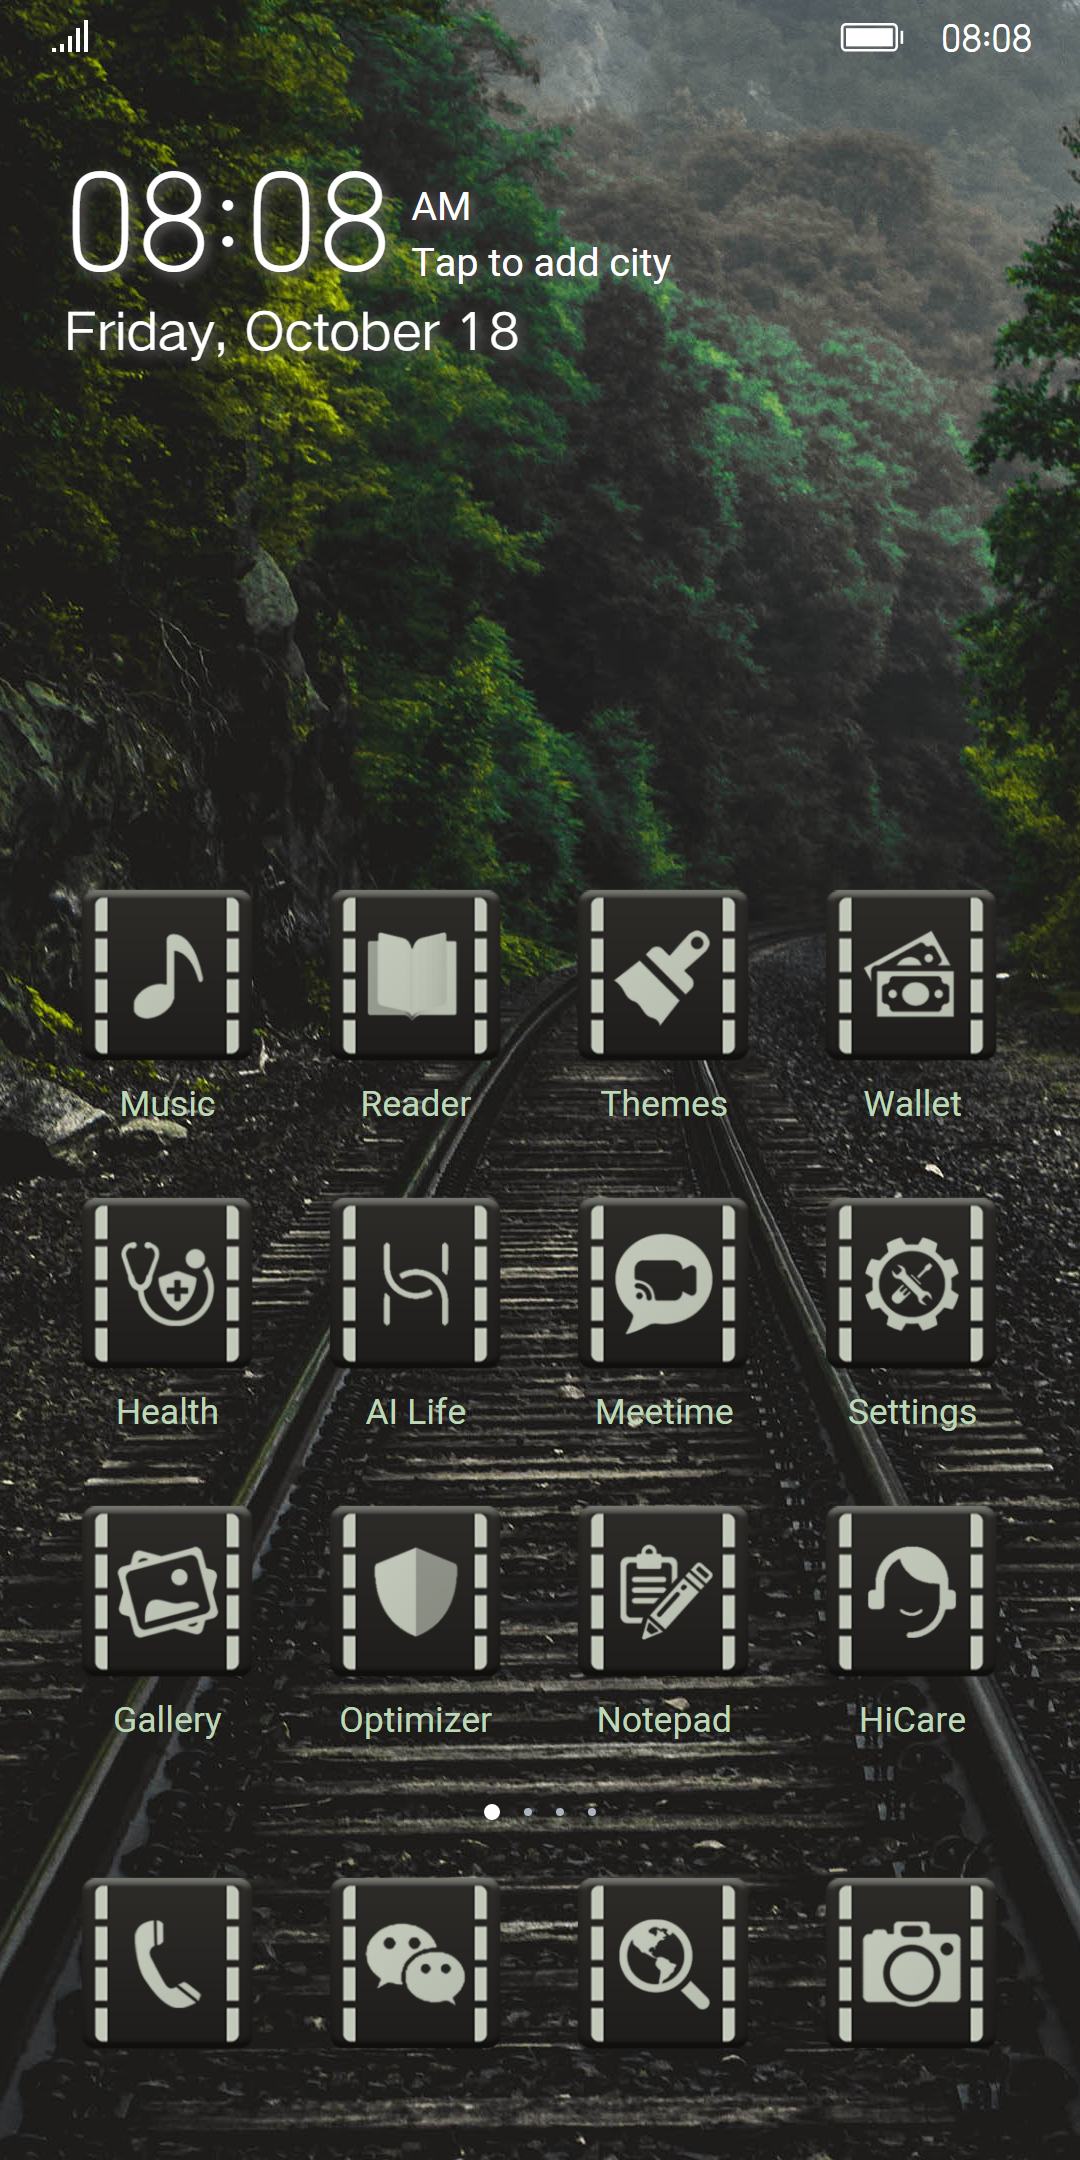 08:08
08:08 AM
Tap to add city
Friday, October 18
Music Reader Themes Wallet
Health AI Life Meetime Settings
Gallery Optimizer Notepad HiCare